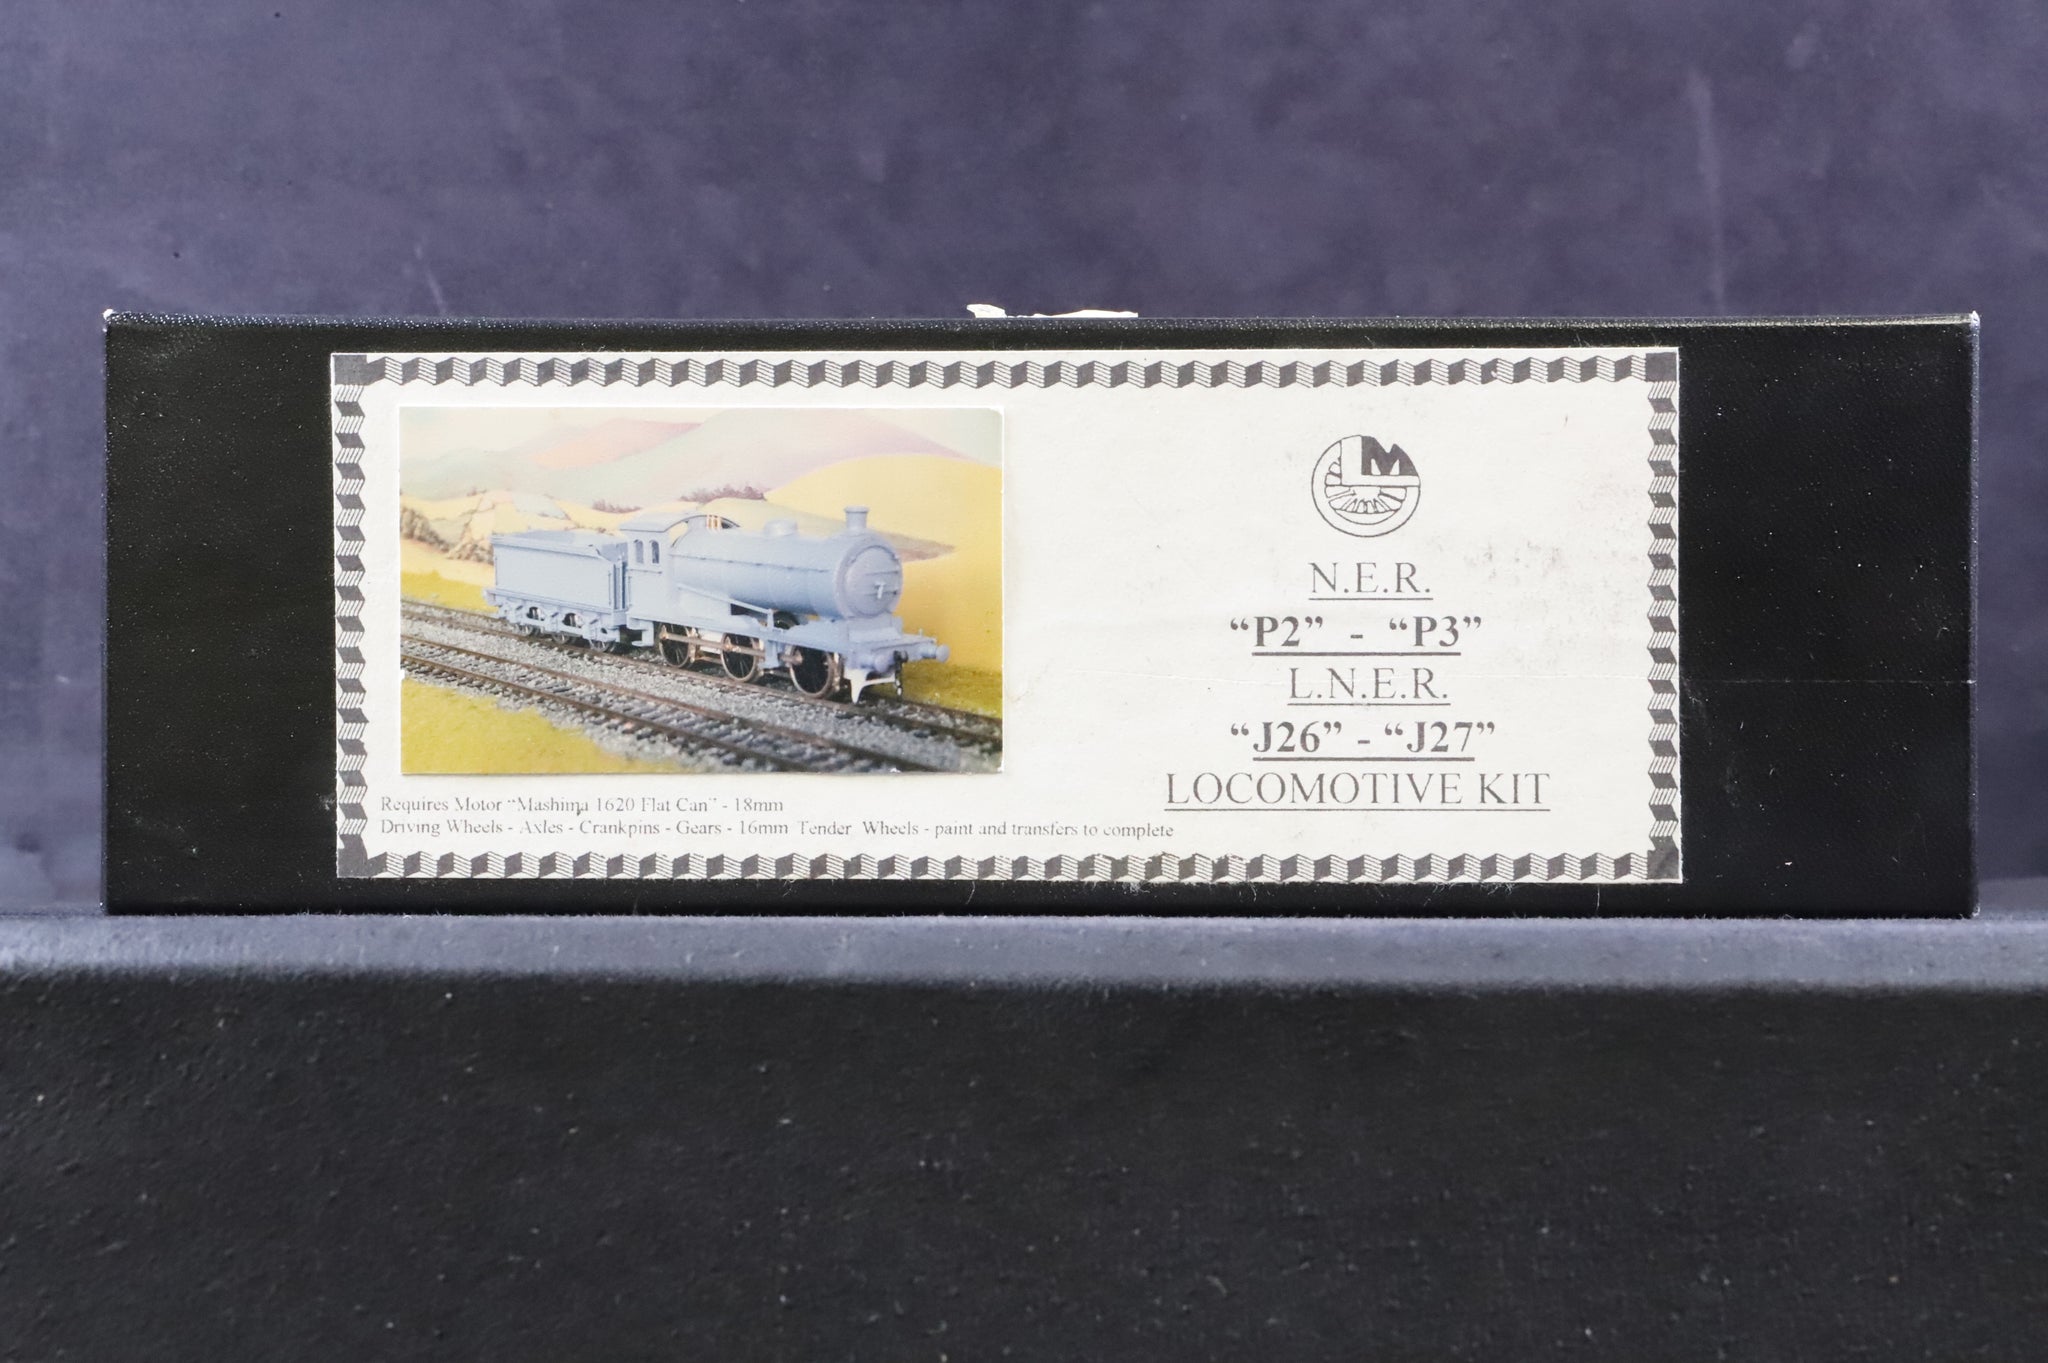 LM
N.E.R.
“P2” - “P3”
L.N.E.R.
“J26” - “J27”
LOCOMOTIVE KIT
Requires Motor “Mashima 1620 Flat Can” - 18mm
Driving Wheels - Axles - Crankpins - Gears - 16mm Tender Wheels - paint and transfers to complete